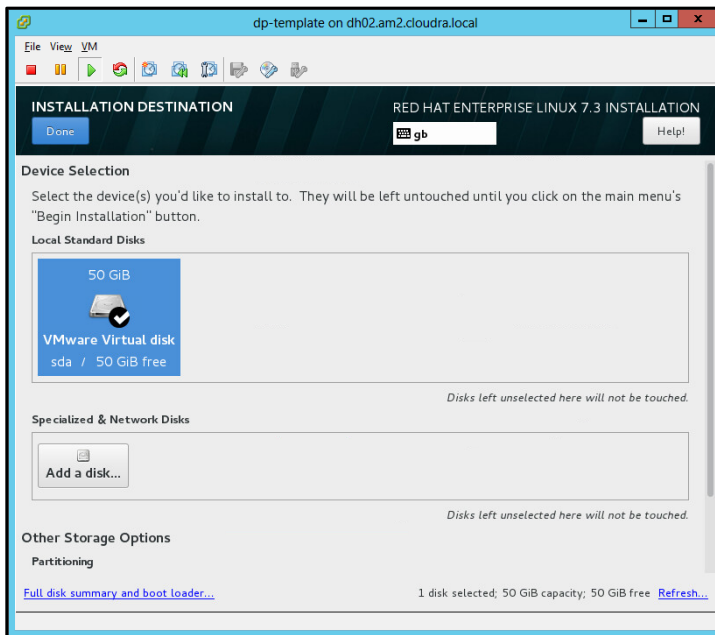 dp-template on dh02.am2.cloudra.local
File View VM
INSTALLATION DESTINATION
Done
RED HAT ENTERPRISE LINUX 7.3 INSTALLATION
gb
Help!
Device Selection
Select the device(s) you'd like to install to. They will be left untouched until you click on the main menu's
"Begin Installation" button.
Local Standard Disks
50 GiB
VMware Virtual disk
sda / 50 GiB free
Disks left unselected here will not be touched.
Specialized & Network Disks
Add a disk...
Disks left unselected here will not be touched.
Other Storage Options
Partitioning
Full disk summary and boot loader...
1 disk selected; 50 GiB capacity; 50 GiB free Refresh...